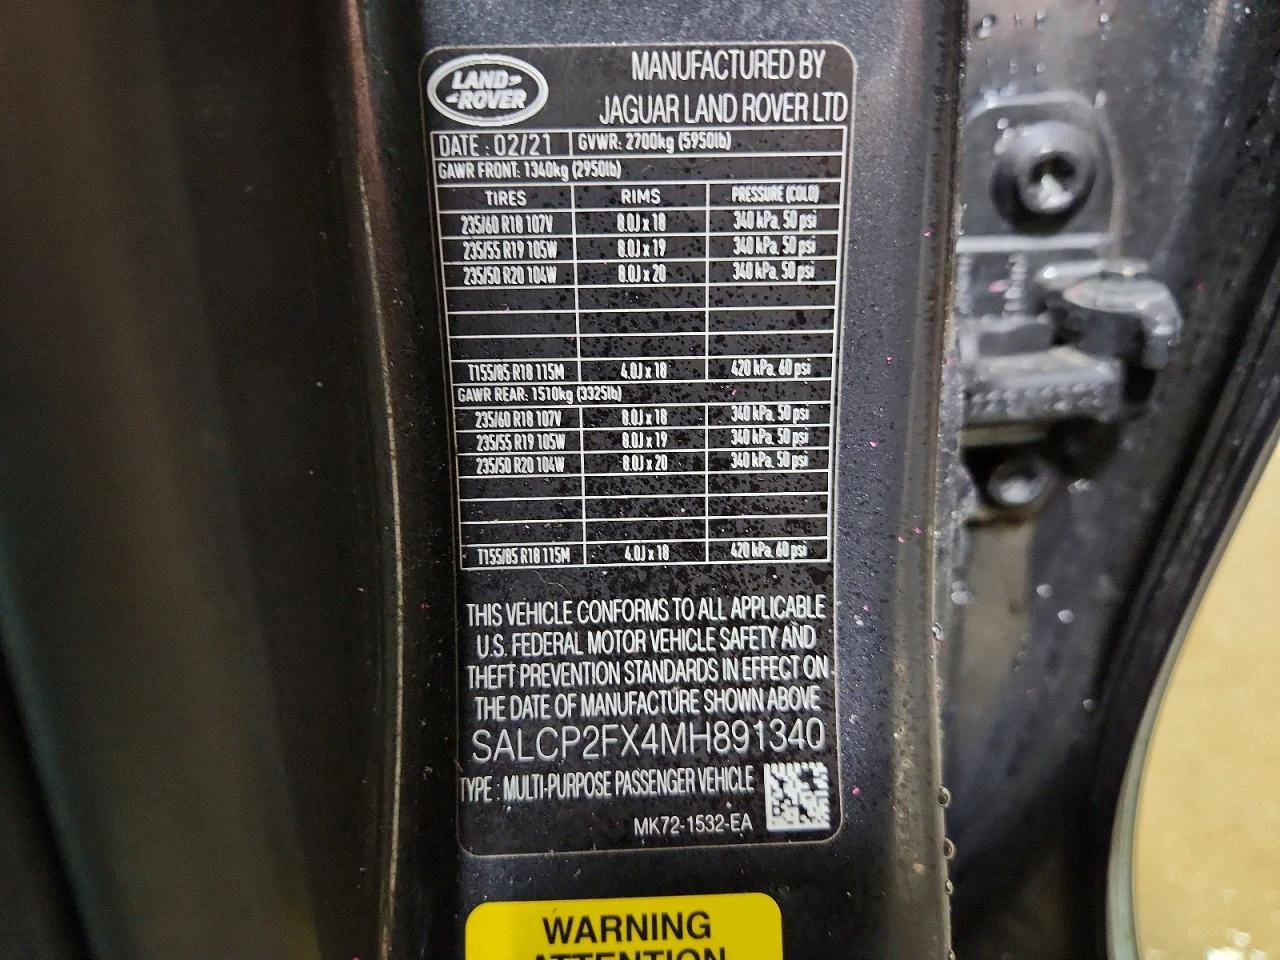 LAND-
-ROVER
MANUFACTURED BY
JAGUAR LAND ROVER LTD
DATE : 02/21 GVWR: 2700kg (5950lb)
GAWR FRONT: 1340kg (2950lb)
TIRES RIMS PRESSURE (COLD)
235/60 R18 107V 8.0J x 18 340 kPa, 50 psi
235/55 R19 105W 8.0J x 19 340 kPa, 50 psi
235/50 R20 104W 8.0J x 20 340 kPa, 50 psi
T155/85 R18 115M 4.0J x 18 420 kPa, 60 psi
GAWR REAR: 1510kg (3325lb)
235/60 R18 107V 8.0J x 18 340 kPa, 50 psi
235/55 R19 105W 8.0J x 19 340 kPa, 50 psi
235/50 R20 104W 8.0J x 20 340 kPa, 50 psi
T155/85 R18 115M 4.0J x 18 420 kPa, 60 psi
THIS VEHICLE CONFORMS TO ALL APPLICABLE
U.S. FEDERAL MOTOR VEHICLE SAFETY AND
THEFT PREVENTION STANDARDS IN EFFECT ON
THE DATE OF MANUFACTURE SHOWN ABOVE
SALCP2FX4MH891340
TYPE : MULTI-PURPOSE PASSENGER VEHICLE
MK72-1532-EA
WARNING
ATTENTION